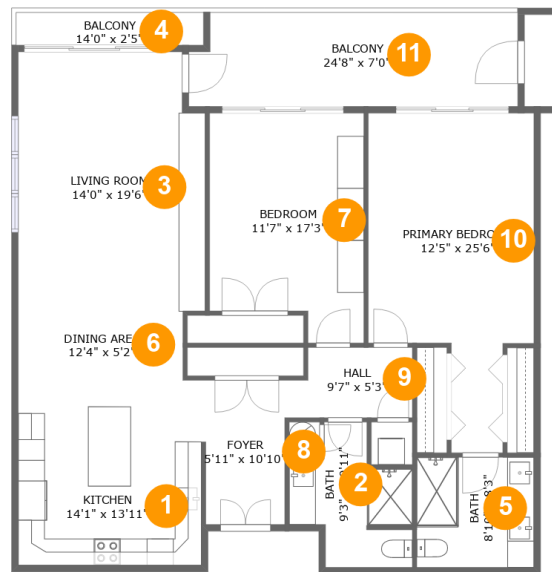 BALCONY
14'0" x 2'5"
4
BALCONY
24'8" x 7'0"
11
LIVING ROOM
14'0" x 19'6"
3
BEDROOM
11'7" x 17'3"
7
PRIMARY BEDROOM
12'5" x 25'6"
10
DINING AREA
12'4" x 5'2"
6
HALL
9'7" x 5'3"
9
FOYER
5'11" x 10'10"
8
BATH
9'3"
2
KITCHEN
14'1" x 13'11"
1
BATH
5